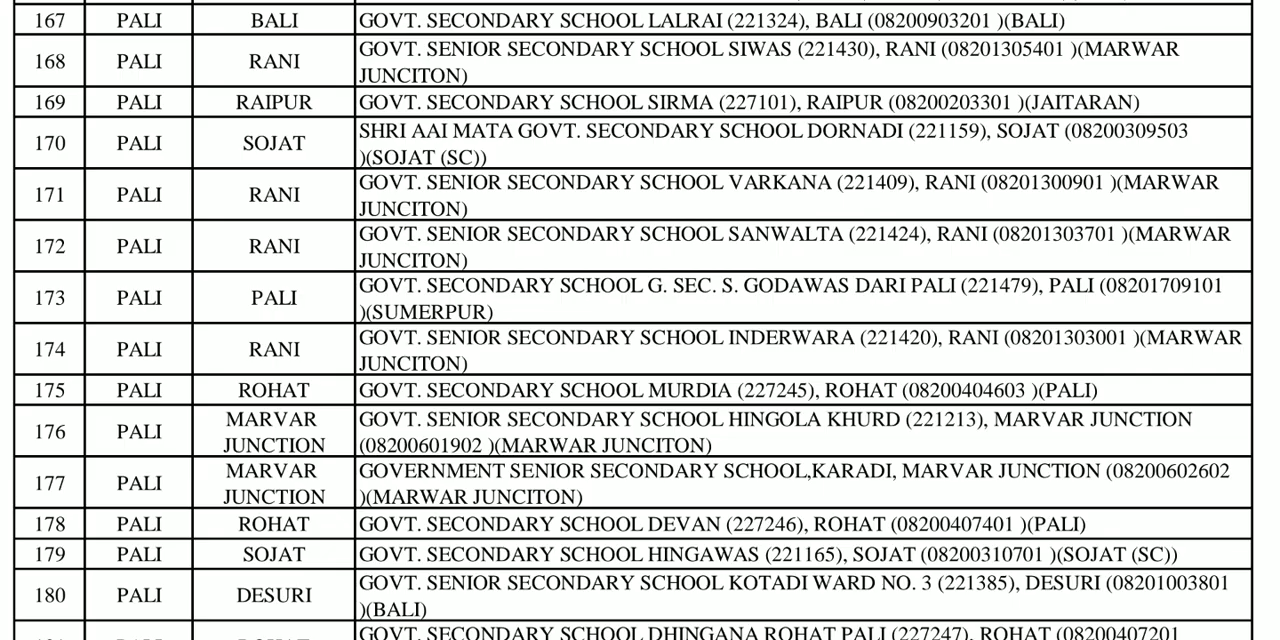 167 PALI BALI GOVT. SECONDARY SCHOOL LALRAI (221324), BALI (08200903201 )(BALI)
168 PALI RANI GOVT. SENIOR SECONDARY SCHOOL SIWAS (221430), RANI (08201305401 )(MARWAR
JUNCITON)
169 PALI RAIPUR GOVT. SECONDARY SCHOOL SIRMA (227101), RAIPUR (08200203301 )(JAITARAN)
170 PALI SOJAT SHRI AAI MATA GOVT. SECONDARY SCHOOL DORNADI (221159), SOJAT (08200309503
)(SOJAT (SC))
171 PALI RANI GOVT. SENIOR SECONDARY SCHOOL VARKANA (221409), RANI (08201300901 )(MARWAR
JUNCITON)
172 PALI RANI GOVT. SENIOR SECONDARY SCHOOL SANWALTA (221424), RANI (08201303701 )(MARWAR
JUNCITON)
173 PALI PALI GOVT. SECONDARY SCHOOL G. SEC. S. GODAWAS DARI PALI (221479), PALI (08201709101
)(SUMERPUR)
174 PALI RANI GOVT. SENIOR SECONDARY SCHOOL INDERWARA (221420), RANI (08201303001 )(MARWAR
JUNCITON)
175 PALI ROHAT GOVT. SECONDARY SCHOOL MURDIA (227245), ROHAT (08200404603 )(PALI)
176 PALI MARVAR JUNCTION GOVT. SENIOR SECONDARY SCHOOL HINGOLA KHURD (221213), MARVAR JUNCTION
(08200601902 )(MARWAR JUNCITON)
177 PALI MARVAR JUNCTION GOVERNMENT SENIOR SECONDARY SCHOOL,KARADI, MARVAR JUNCTION (08200602602
)(MARWAR JUNCITON)
178 PALI ROHAT GOVT. SECONDARY SCHOOL DEVAN (227246), ROHAT (08200407401 )(PALI)
179 PALI SOJAT GOVT. SECONDARY SCHOOL HINGAWAS (221165), SOJAT (08200310701 )(SOJAT (SC))
180 PALI DESURI GOVT. SENIOR SECONDARY SCHOOL KOTADI WARD NO. 3 (221385), DESURI (08201003801
)(BALI)
GOVT. SECONDARY SCHOOL DHINGANA ROHAT PALI (227247), ROHAT (08200407201